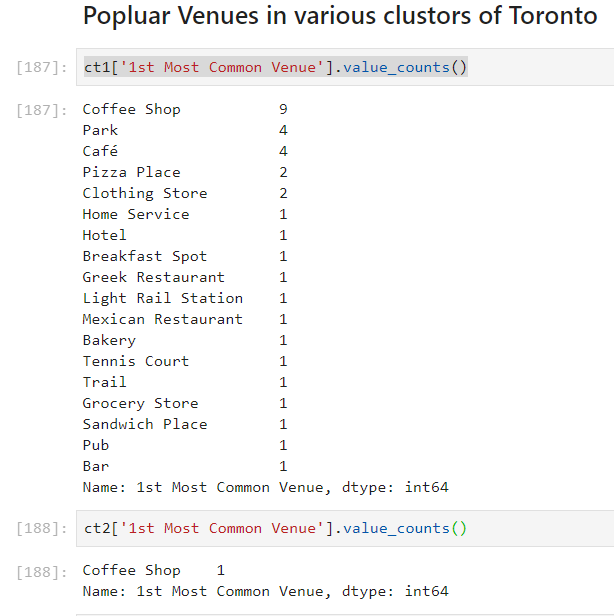 Popluar Venues in various clustors of Toronto
[187]: ct1['1st Most Common Venue'].value_counts()
[187]: Coffee Shop 9
Park 4
Café 4
Pizza Place 2
Clothing Store 2
Home Service 1
Hotel 1
Breakfast Spot 1
Greek Restaurant 1
Light Rail Station 1
Mexican Restaurant 1
Bakery 1
Tennis Court 1
Trail 1
Grocery Store 1
Sandwich Place 1
Pub 1
Bar 1
Name: 1st Most Common Venue, dtype: int64
[188]: ct2['1st Most Common Venue'].value_counts()
[188]: Coffee Shop 1
Name: 1st Most Common Venue, dtype: int64